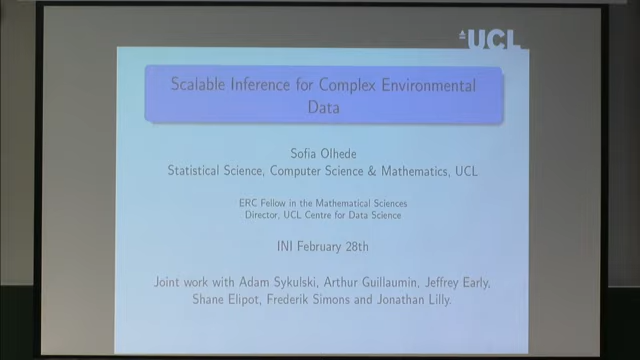 UCL
Scalable Inference for Complex Environmental
Data
Sofia Olhede
Statistical Science, Computer Science & Mathematics, UCL
ERC Fellow in the Mathematical Sciences
Director, UCL Centre for Data Science
INI February 28th
Joint work with Adam Sykulski, Arthur Guillaumin, Jeffrey Early,
Shane Elipot, Frederik Simons and Jonathan Lilly.